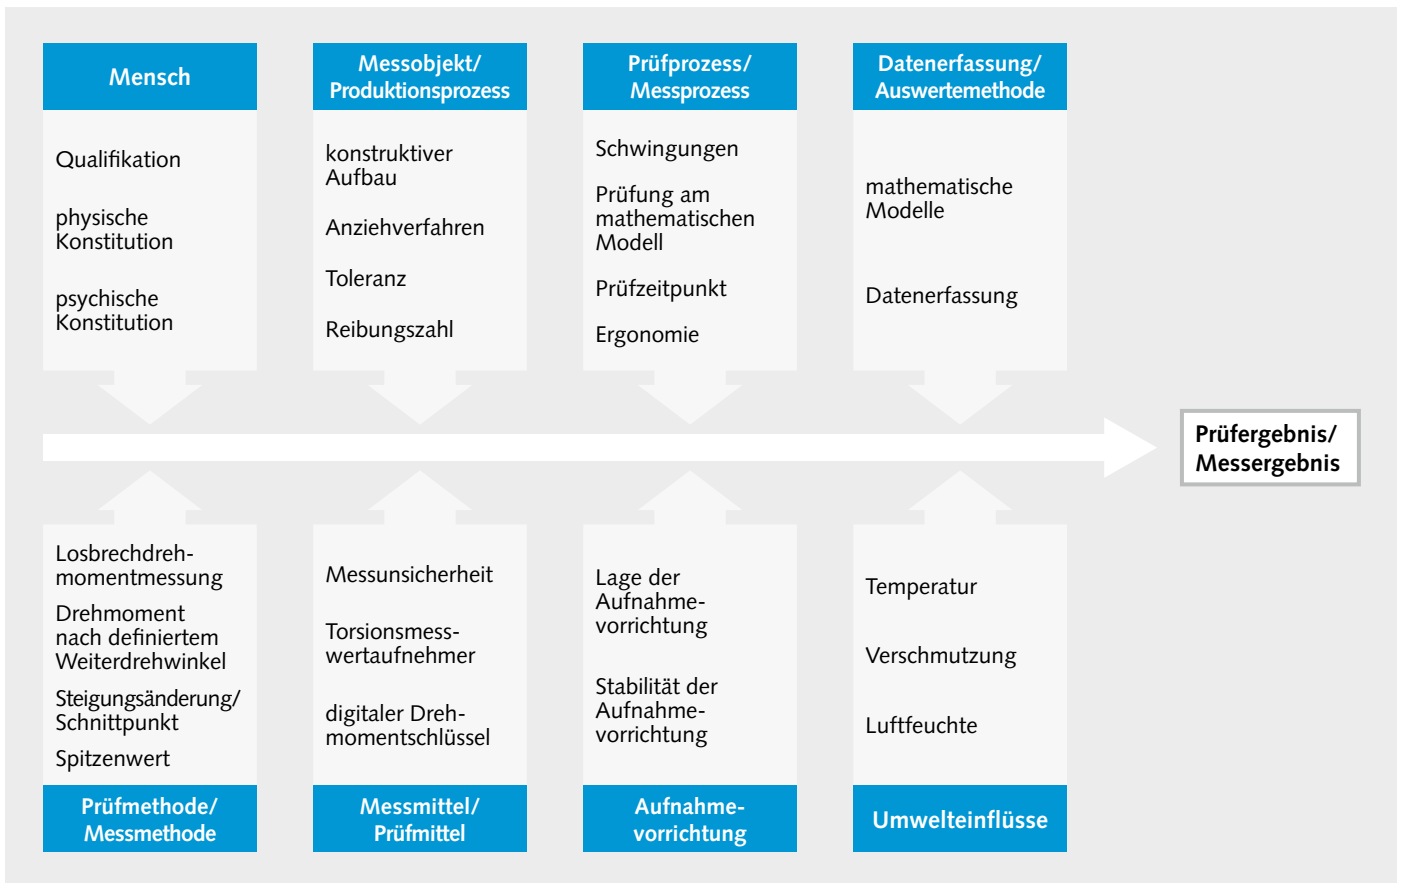 Mensch
Qualifikation
physische
Konstitution
psychische
Konstitution
Messobjekt/
Produktionsprozess
konstruktiver
Aufbau
Anziehverfahren
Toleranz
Reibungszahl
Prüfprozess/
Messprozess
Schwingungen
Prüfung am
mathematischen
Modell
Prüfzeitpunkt
Ergonomie
Datenerfassung/
Auswertemethode
mathematische
Modelle
Datenerfassung
Prüfergebnis/
Messergebnis
Losbrechdreh-
momentmessung
Drehmoment
nach definiertem
Weiterdrehwinkel
Steigungsänderung/
Schnittpunkt
Spitzenwert
Prüfmethode/
Messmethode
Messunsicherheit
Torsionsmess-
wertaufnehmer
digitaler Dreh-
momentschlüssel
Messmittel/
Prüfmittel
Lage der
Aufnahme-
vorrichtung
Stabilität der
Aufnahme-
vorrichtung
Aufnahme-
vorrichtung
Temperatur
Verschmutzung
Luftfeuchte
Umwelteinflüsse